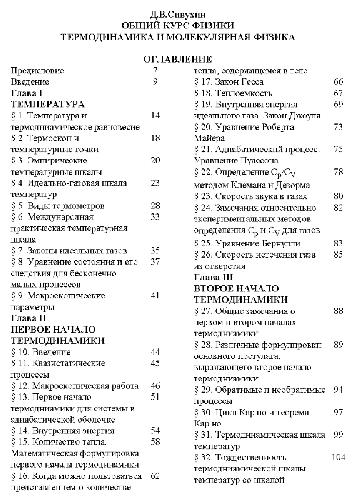 Д.В.Сивухин
ОБЩИЙ КУРС ФИЗИКИ
ТЕРМОДИНАМИКА И МОЛЕКУЛЯРНАЯ ФИЗИКА
ОГЛАВЛЕНИЕ
Предисловие 7
Введение 9
Глава I
ТЕМПЕРАТУРА
§ 1. Температура и 14
термодинамическое равновесие
§ 2. Термоскоп и 18
температурные точки
§ 3. Эмпирические 20
температурные шкалы
§ 4. Идеально-газовая шкала 23
температур
§ 5. Виды термометров 28
§ 6. Международная 33
практическая температурная
шкала
§ 7. Законы идеальных газов 35
§ 8. Уравнение состояния и его 37
следствия для бесконечно
малых процессов
§ 9. Макроскопические 41
параметры
Глава II
ПЕРВОЕ НАЧАЛО
ТЕРМОДИНАМИКИ
§ 10. Введение 44
§ 11. Квазистатические 45
процессы
§ 12. Макроскопическая работа 46
§ 13. Первое начало 51
термодинамики для системы в
адиабатической оболочке
§ 14. Внутренняя энергия 54
§ 15. Количество тепла. 58
Математическая формулировка
первого начала термодинамики
§ 16. Когда можно пользоваться 62
представлением о количестве
тепла, содержащегося в теле
§ 17. Закон Гесса 66
§ 18. Теплоемкость 67
§ 19. Внутренняя энергия 69
идеального газа. Закон Джоуля
§ 20. Уравнение Роберта 73
Майера
§ 21. Адиабатический процесс. 75
Уравнение Пуассона
§ 22. Определение Cp/CV 78
методом Клемана и Дезорма
§ 23. Скорость звука в газах 80
§ 24. Замечания относительно 82
экспериментальных методов
определения Cp и CV для газов
§ 25. Уравнение Бернулли 83
§ 26. Скорость истечения газа 85
из отверстия
Глава III
ВТОРОЕ НАЧАЛО
ТЕРМОДИНАМИКИ
§ 27. Общие замечания о 88
первом и втором началах
термодинамики
§ 28. Различные формулировки 89
основного постулата,
выражающего второе начало
термодинамики
§ 29. Обратимые и необратимые 94
процессы
§ 30. Цикл Карно и теорема 97
Карно
§ 31. Термодинамическая шкала 99
температур
§ 32. Тождественность 104
термодинамической шкалы
температур со шкалой